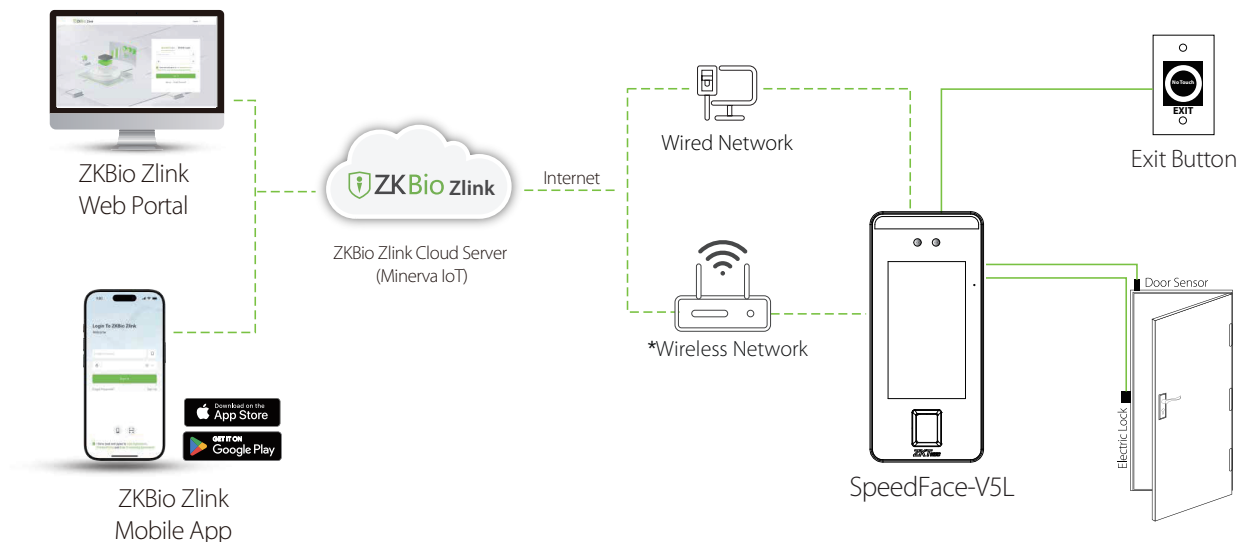 ZKBio Zlink
Web Portal
ZKBio Zlink
ZKBio Zlink Cloud Server
(Minerva IoT)
Internet
Wired Network
*Wireless Network
No Touch
EXIT
Exit Button
Door Sensor
Electric Lock
SpeedFace-V5L
Login To ZKBio Zlink
Download on the
App Store
GET IT ON
Google Play
ZKBio Zlink
Mobile App